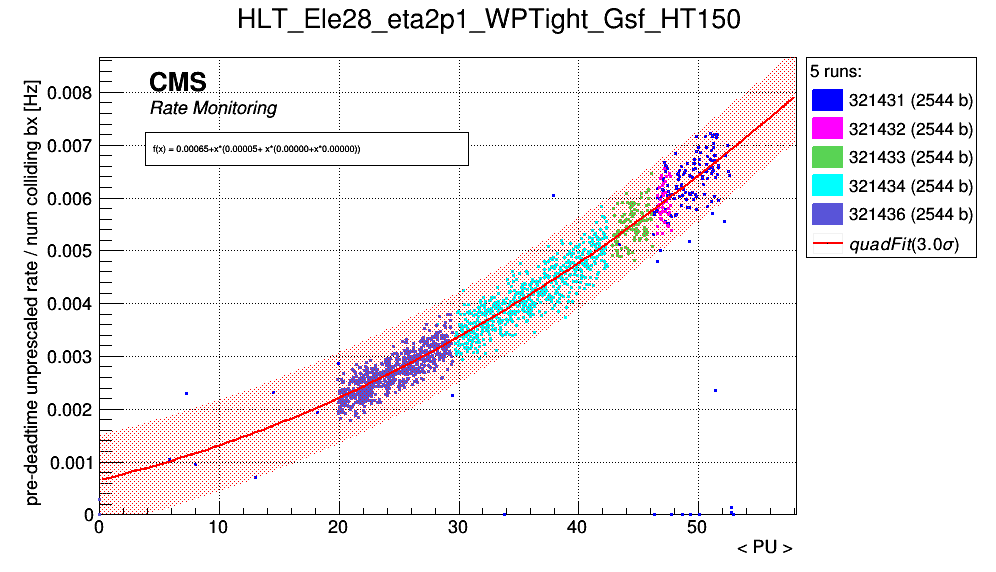 HLT_Ele28_eta2p1_WPTight_Gsf_HT150
pre-deadtime unprescaled rate / num colliding bx [Hz]
0.008
0.007
0.006
0.005
0.004
0.003
0.002
0.001
0
CMS
Rate Monitoring
f(x) = 0.00065+x*(0.00005+ x*(0.00000+x*0.00000))
0 10 20 30 40 50
< PU >
5 runs:
321431 (2544 b)
321432 (2544 b)
321433 (2544 b)
321434 (2544 b)
321436 (2544 b)
quadFit(3.0σ)